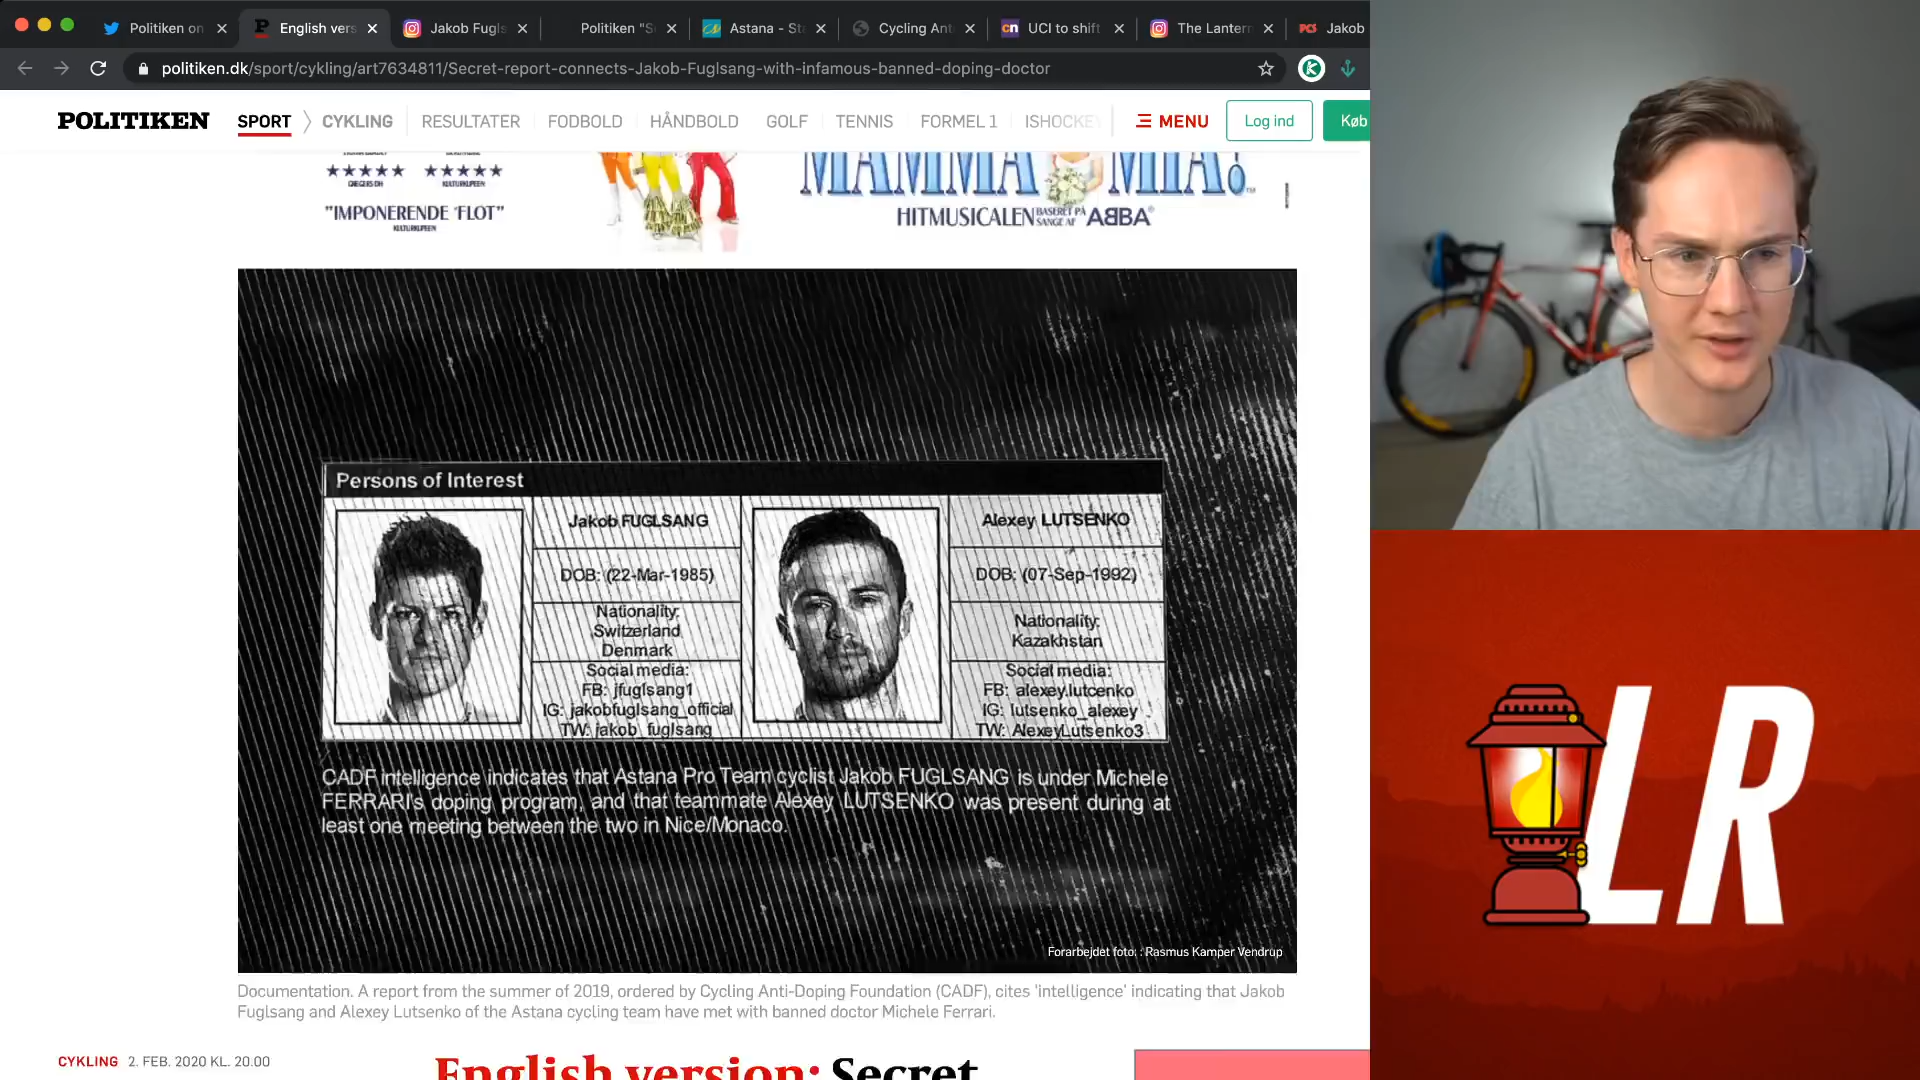 Politiken on
English vers
Jakob Fugls
Politiken "S
Astana - Sta
Cycling Ant
UCI to shift
The Lantern
Jakob
politiken.dk/sport/cykling/art7634811/Secret-report-connects-Jakob-Fuglsang-with-infamous-banned-doping-doctor
POLITIKEN
SPORT
CYKLING
RESULTATER
FODBOLD
HÅNDBOLD
GOLF
TENNIS
FORMEL 1
ISHOCKEY
MENU
Log ind
Køb
MAMMA MIA!
"IMPONERENDE FLOT"
KULTURKUPEEN
HITMUSICALEN BASERET PÅ SANGE AF ABBA
Persons of Interest
Jakob FUGLSANG
DOB: (22-Mar-1985)
Nationality:
Switzerland
Denmark
Social media:
FB: jfuglsang1
IG: jakobfuglsang_official
TW: jakob_fuglsang
Alexey LUTSENKO
DOB: (07-Sep-1992)
Nationality:
Kazakhstan
Social media:
FB: alexey.lutcenko
IG: lutsenko_alexey
TW: AlexeyLutsenko3
CADF intelligence indicates that Astana Pro Team cyclist Jakob FUGLSANG is under Michele
FERRARI's doping program, and that teammate Alexey LUTSENKO was present during at
least one meeting between the two in Nice/Monaco.
Forarbejdet foto: : Rasmus Kamper Vendrup
Documentation. A report from the summer of 2019, ordered by Cycling Anti-Doping Foundation (CADF), cites 'intelligence' indicating that Jakob
Fuglsang and Alexey Lutsenko of the Astana cycling team have met with banned doctor Michele Ferrari.
CYKLING 2. FEB. 2020 KL. 20.00
English version: Secret
LR